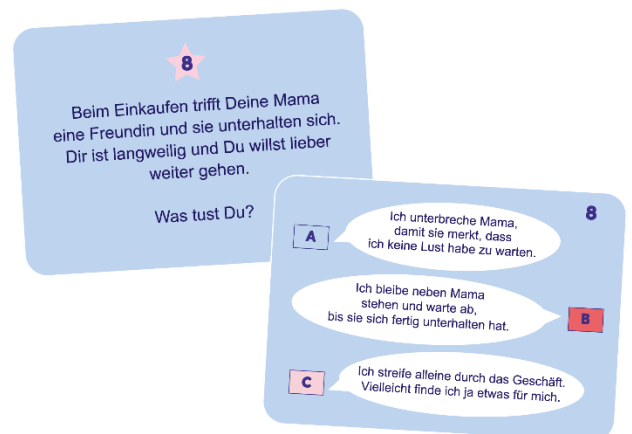 8
Beim Einkaufen trifft Deine Mama
eine Freundin und sie unterhalten sich.
Dir ist langweilig und Du willst lieber
weiter gehen.
Was tust Du?
8
A
Ich unterbreche Mama,
damit sie merkt, dass
ich keine Lust habe zu warten.
Ich bleibe neben Mama
stehen und warte ab,
bis sie sich fertig unterhalten hat.
B
C
Ich streife alleine durch das Geschäft.
Vielleicht finde ich ja etwas für mich.